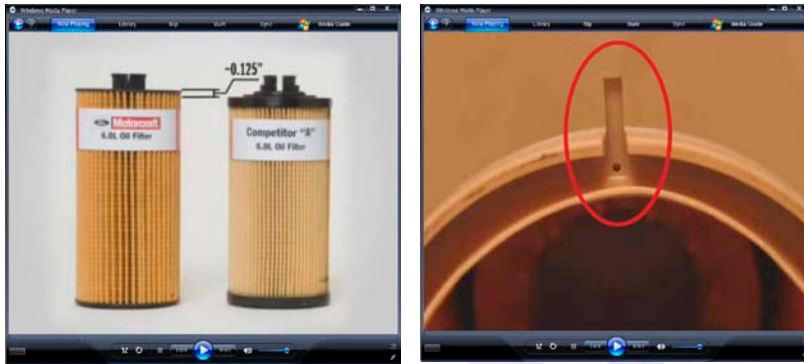 Windows Media Player
Now Playing
Library
Rip
Burn
Sync
Media Guide
~0.125"
Ford Motorcraft
6.0L Oil Filter
Competitor "A"
6.0L Oil Filter
Windows Media Player
Now Playing
Library
Rip
Burn
Sync
Media Guide